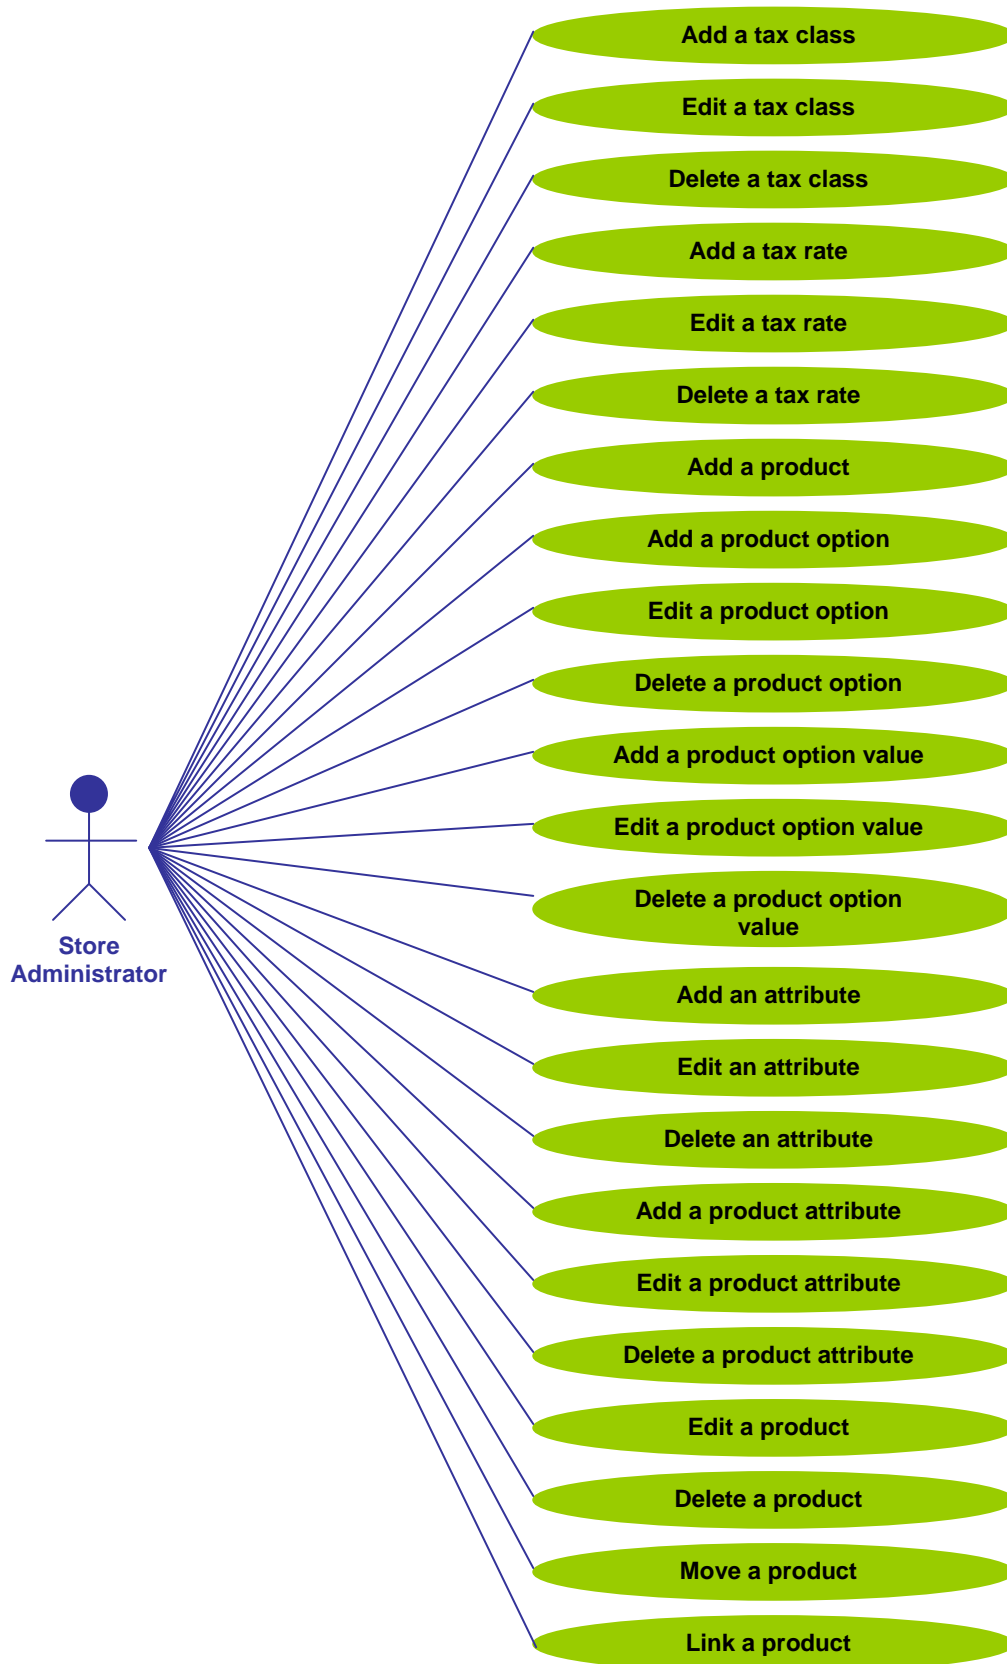 Add a tax class
Edit a tax class
Delete a tax class
Add a tax rate
Edit a tax rate
Delete a tax rate
Add a product
Add a product option
Edit a product option
Delete a product option
Add a product option value
Edit a product option value
Delete a product option
value
Store
Administrator
Add an attribute
Edit an attribute
Delete an attribute
Add a product attribute
Edit a product attribute
Delete a product attribute
Edit a product
Delete a product
Move a product
Link a product